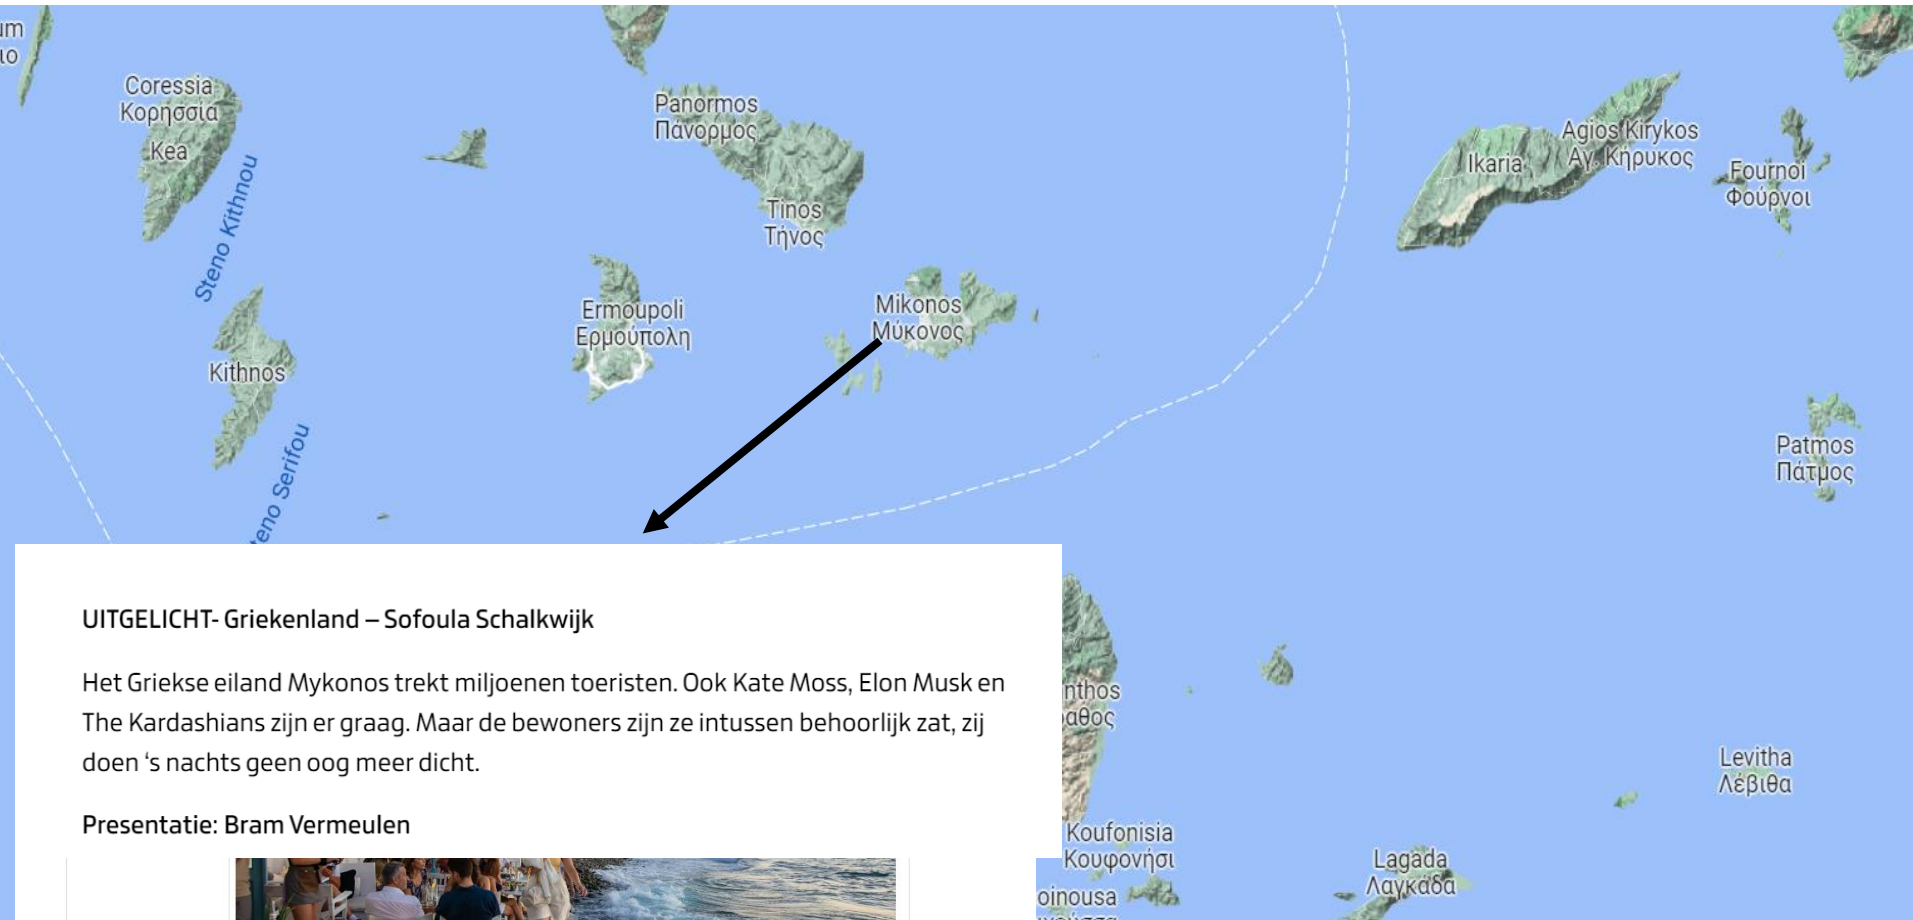 Coressia
Κορησσία
Kea
Steno Kithnou
Kithnos
Panormos
Πάνορμος
Tinos
Τήνος
Ermoupoli
Ερμούπολη
Mikonos
Μύκονος
Ikaria
Agios Kirykos
Αγ. Κήρυκος
Fournoi
Φούρνοι
Patmos
Πάτμος
Serifou
UITGELICHT- Griekenland – Sofoula Schalkwijk
Het Griekse eiland Mykonos trekt miljoenen toeristen. Ook Kate Moss, Elon Musk en
The Kardashians zijn er graag. Maar de bewoners zijn ze intussen behoorlijk zat, zij
doen ‘s nachts geen oog meer dicht.
Presentatie: Bram Vermeulen
Levitha
Λέβιθα
Koufonisia
Κουφονήσι
Lagada
Λαγκάδα